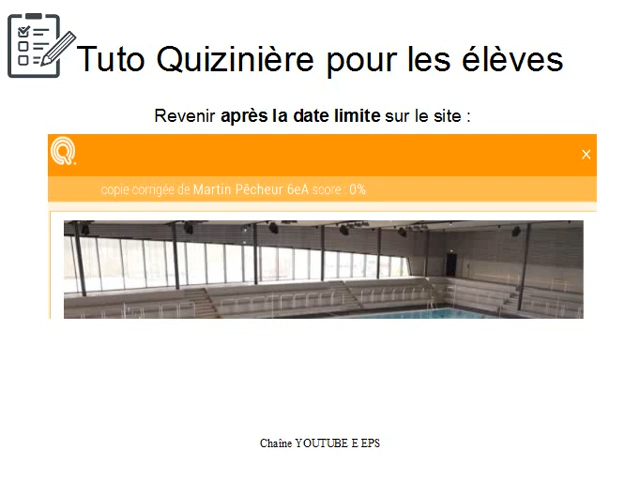 Tuto Quizinière pour les élèves
Revenir après la date limite sur le site :
copie corrigée de Martin Pêcheur 6eA score : 0%
Chaîne YOUTUBE E EPS